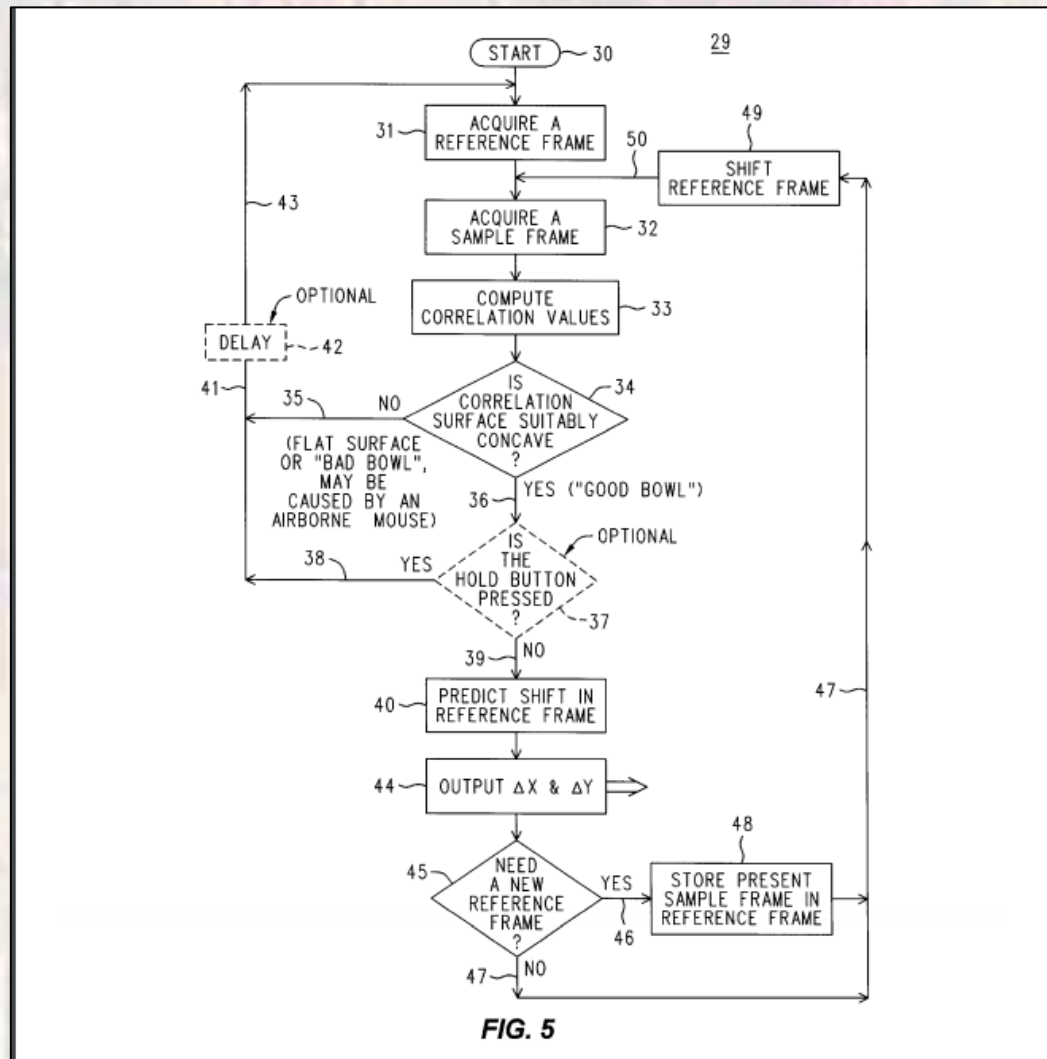 29
START
30
31
ACQUIRE A
REFERENCE FRAME
49
SHIFT
REFERENCE FRAME
50
43
ACQUIRE A
SAMPLE FRAME
32
COMPUTE
CORRELATION VALUES
33
OPTIONAL
DELAY
42
41
35
NO
IS
CORRELATION
SURFACE SUITABLY
CONCAVE
?
34
(FLAT SURFACE
OR "BAD BOWL",
MAY BE
CAUSED BY AN
AIRBORNE MOUSE)
36
YES ("GOOD BOWL")
OPTIONAL
38
YES
IS
THE
HOLD BUTTON
PRESSED
?
37
39
NO
40
PREDICT SHIFT IN
REFERENCE FRAME
47
44
OUTPUT ΔX & ΔY
45
NEED
A NEW
REFERENCE
FRAME
?
YES
46
48
STORE PRESENT
SAMPLE FRAME IN
REFERENCE FRAME
47
NO
FIG. 5